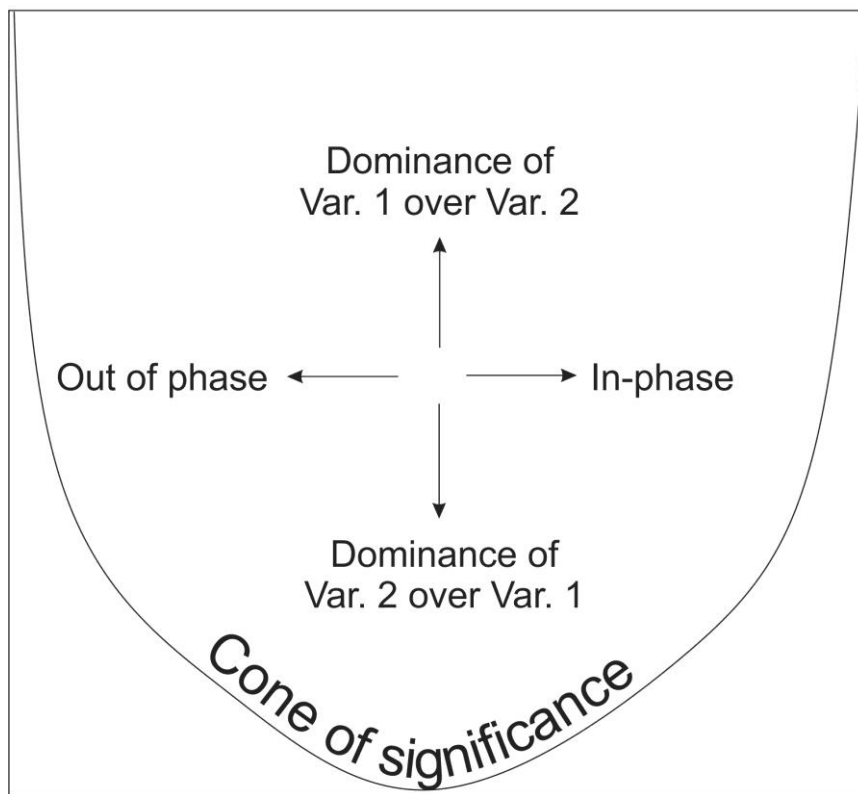 Dominance of
Var. 1 over Var. 2
Out of phase
In-phase
Dominance of
Var. 2 over Var. 1
Cone of significance